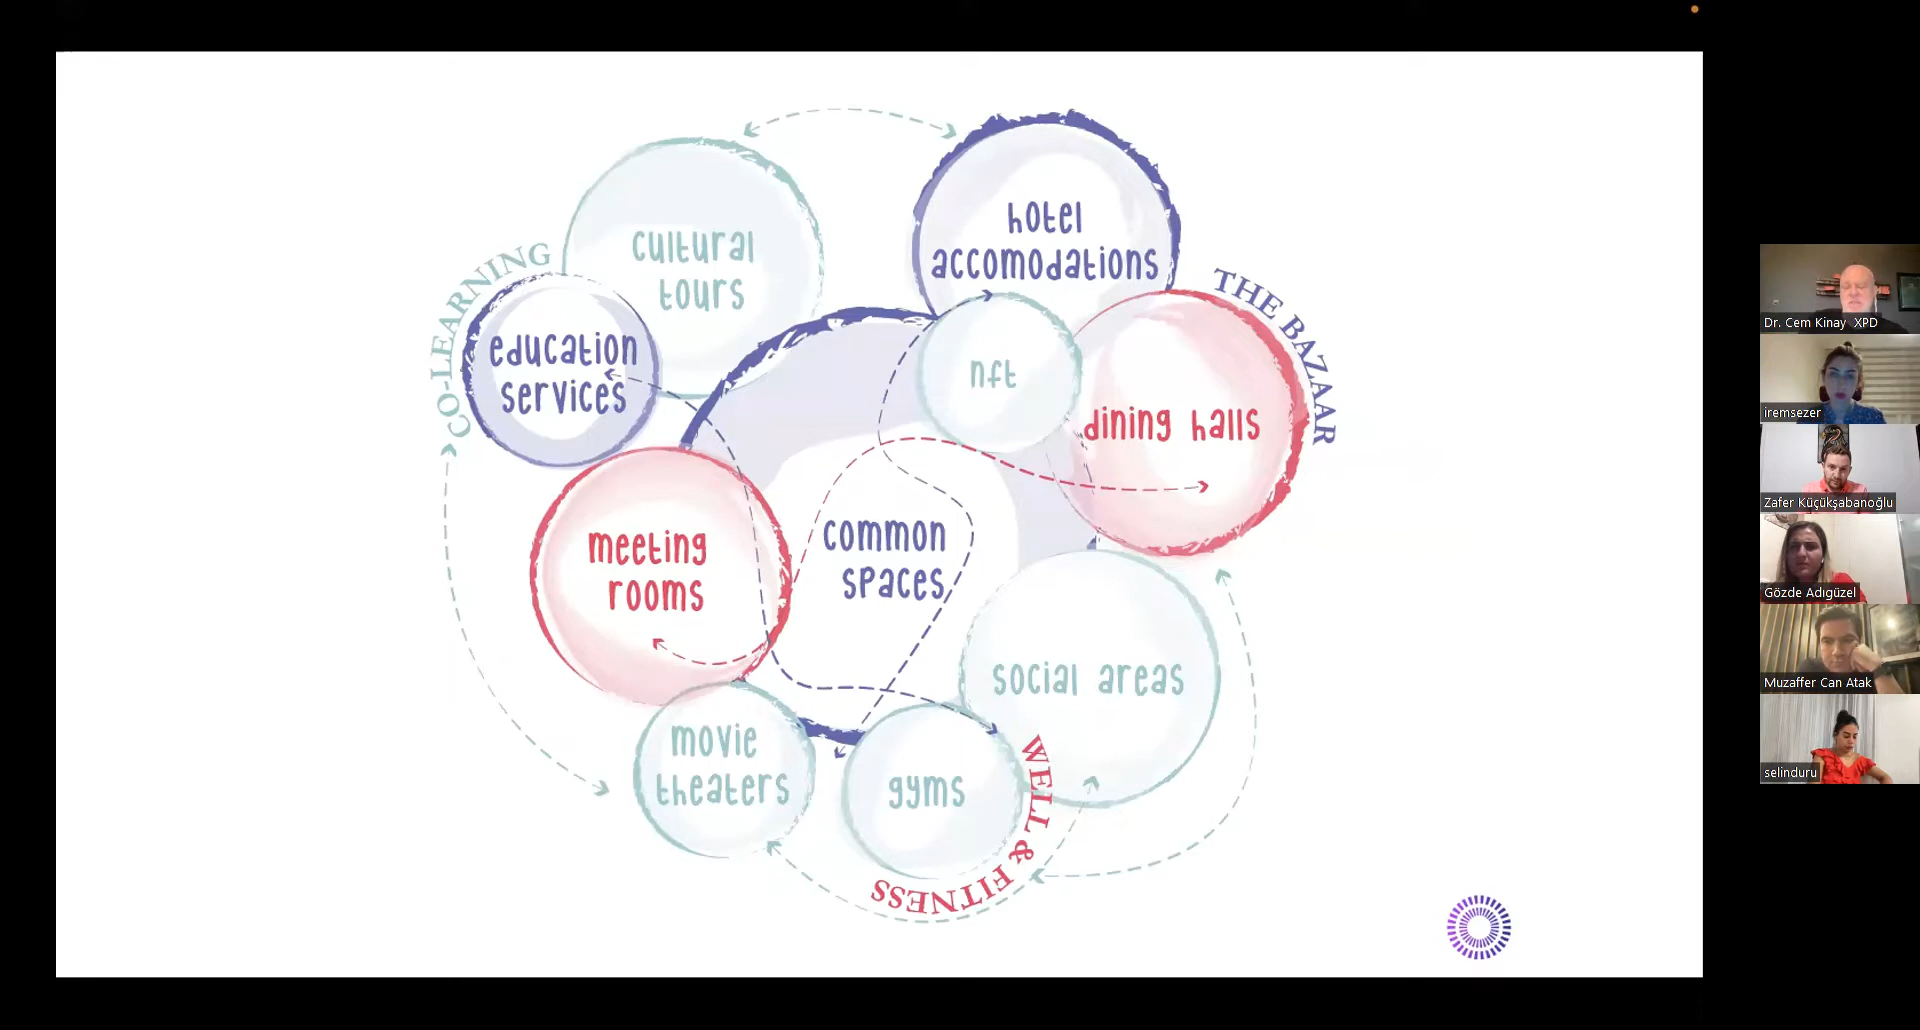 cultural
tours
hotel
accomodations
CO-LEARNING
education
services
THE BAZAAR
nft
dining halls
meeting
rooms
common
spaces
social areas
movie
theaters
gyms
WELL & FITNESS
Dr. Cem Kinay XPD
iremsezer
Zafer Küçükşabanoğlu
Gözde Adıgüzel
Muzaffer Can Atak
selinduru